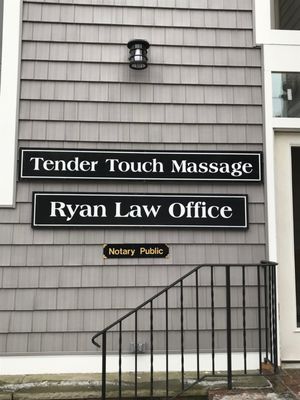 Tender Touch Massage
Ryan Law Office
Notary Public